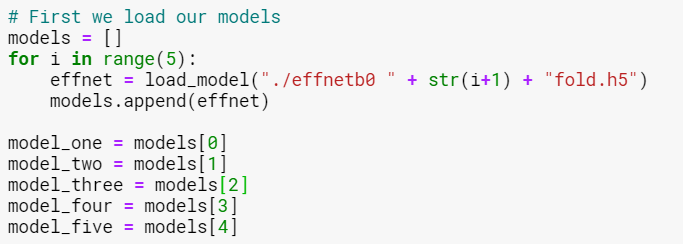 # First we load our models
models = []
for i in range(5):
    effnet = load_model("./effnetb0 " + str(i+1) + "fold.h5")
    models.append(effnet)

model_one = models[0]
model_two = models[1]
model_three = models[2]
model_four = models[3]
model_five = models[4]